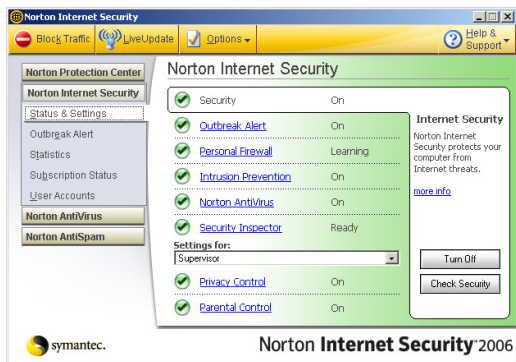 Norton Internet Security
Block Traffic LiveUpdate Options Help & Support
Norton Protection Center
Norton Internet Security
Status & Settings
Outbreak Alert
Statistics
Subscription Status
User Accounts
Norton AntiVirus
Norton AntiSpam
Norton Internet Security
Security On
Outbreak Alert On
Personal Firewall Learning
Intrusion Prevention On
Norton AntiVirus On
Security Inspector Ready
Settings for:
Supervisor
Privacy Control On
Parental Control On
Internet Security
Norton Internet
Security protects your
computer from
Internet threats.
more info
Turn Off
Check Security
symantec.
Norton Internet Security 2006